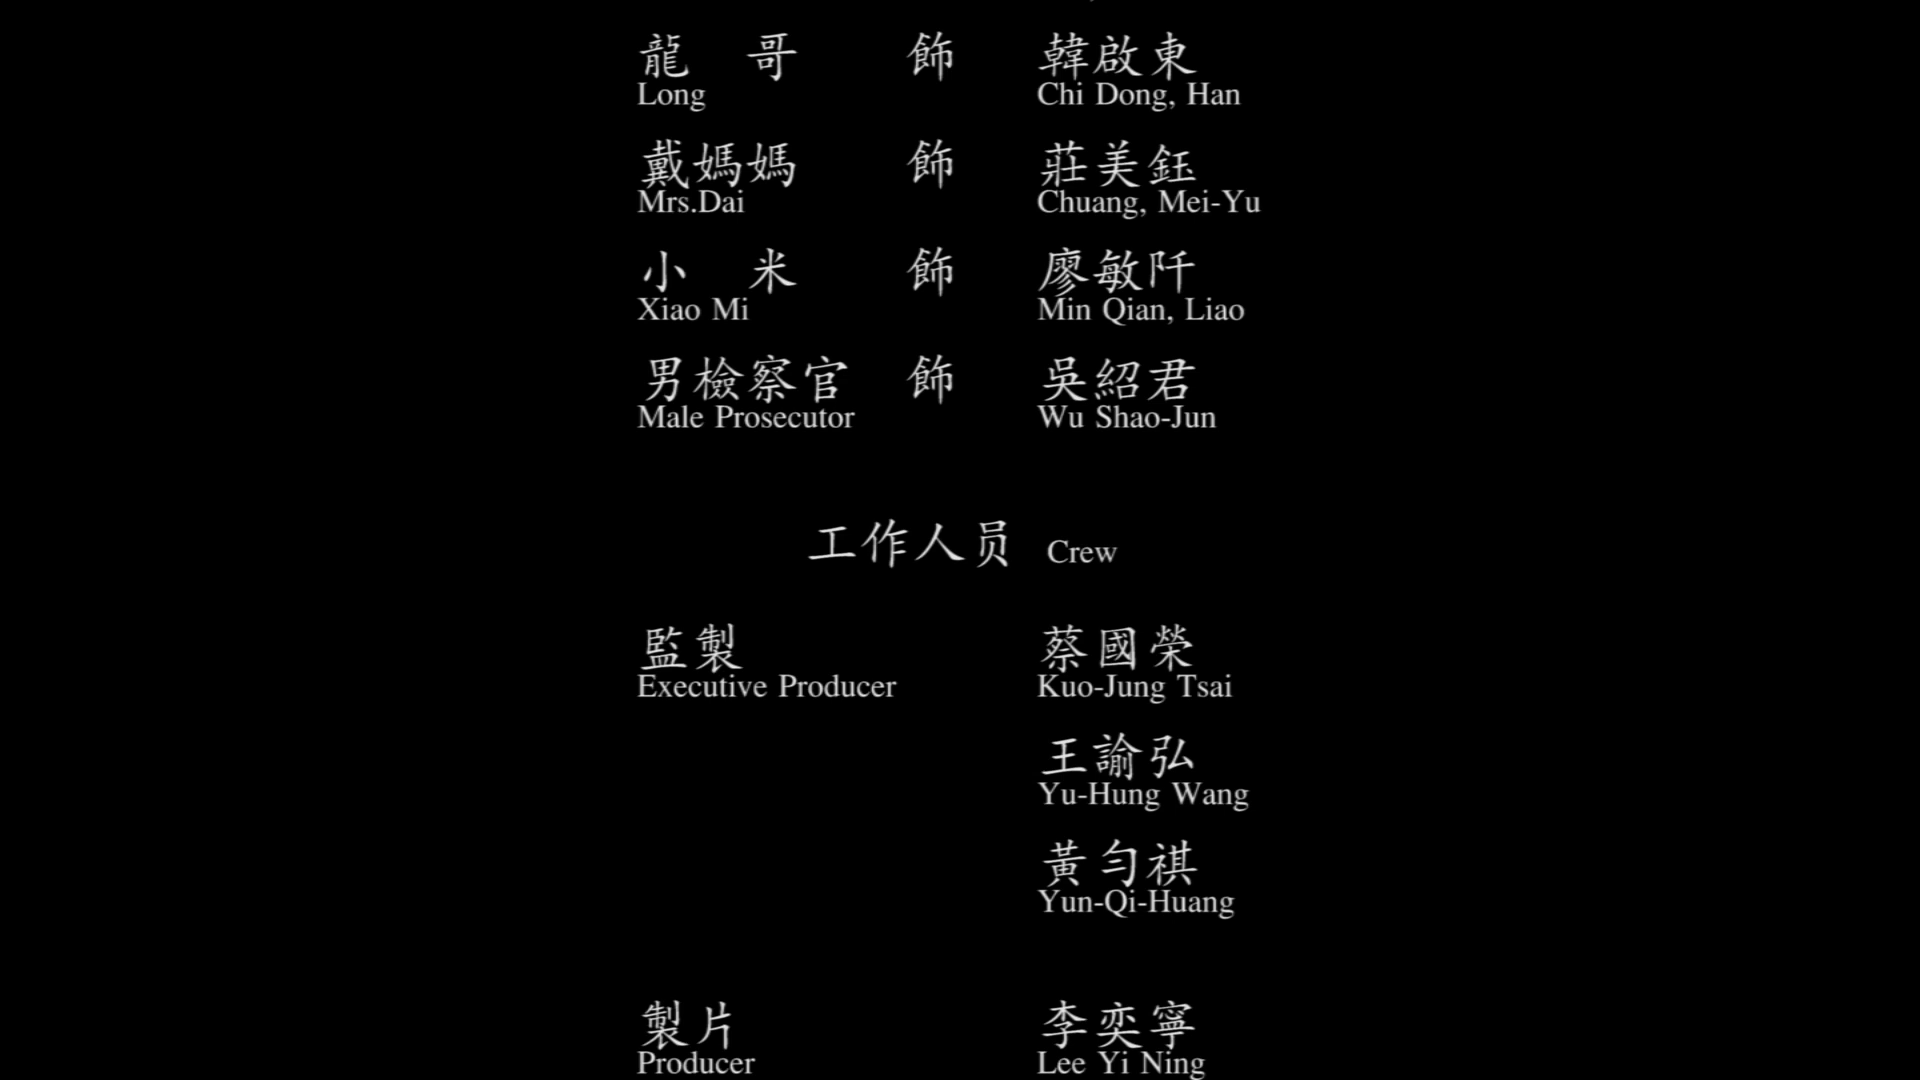 龍 哥 飾 韓啟東
Long Chi Dong, Han
戴媽媽 飾 莊美鈺
Mrs.Dai Chuang, Mei-Yu
小 米 飾 廖敏阡
Xiao Mi Min Qian, Liao
男檢察官 飾 吳紹君
Male Prosecutor Wu Shao-Jun
工作人员 Crew
監製 蔡國榮
Executive Producer Kuo-Jung Tsai
王諭弘
Yu-Hung Wang
黃勻祺
Yun-Qi-Huang
製片 李奕寧
Producer Lee Yi Ning